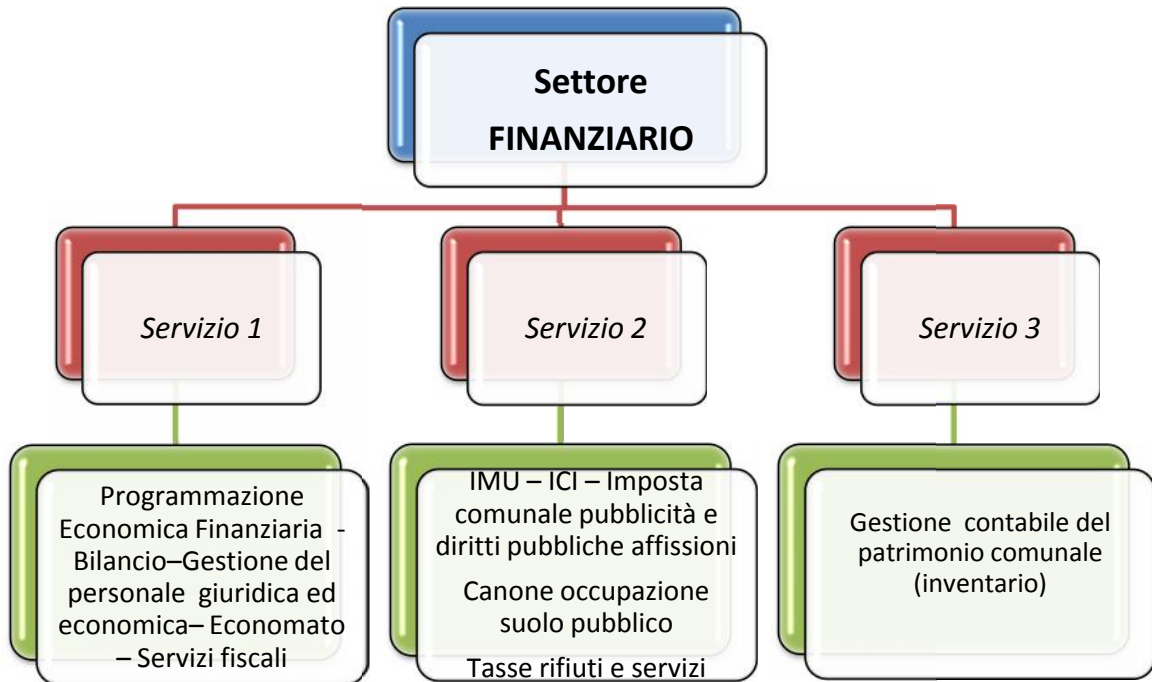 Settore
FINANZIARIO
Servizio 1
Servizio 2
Servizio 3
Programmazione
Economica Finanziaria -
Bilancio–Gestione del
personale giuridica ed
economica– Economato
– Servizi fiscali
IMU – ICI – Imposta
comunale pubblicità e
diritti pubbliche affissioni
Canone occupazione
suolo pubblico
Tasse rifiuti e servizi
Gestione contabile del
patrimonio comunale
(inventario)